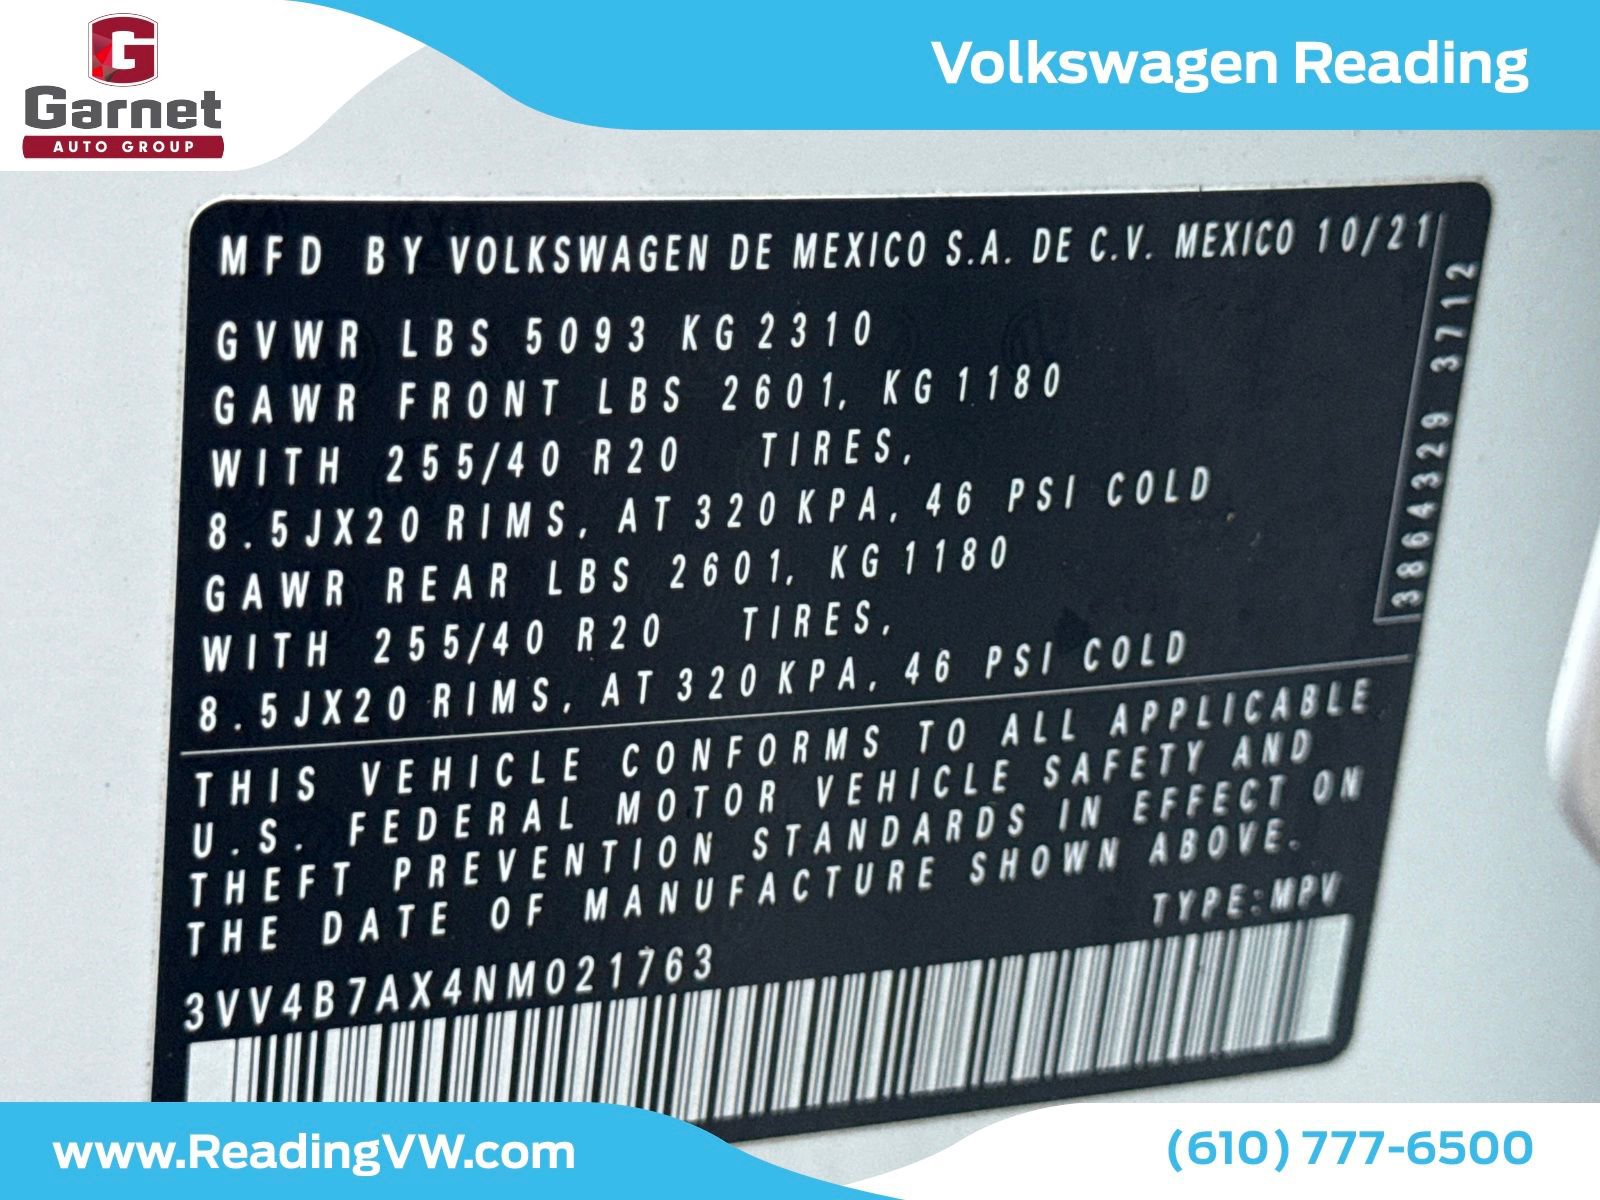 G
Garnet
AUTO GROUP
Volkswagen Reading
MFD BY VOLKSWAGEN DE MEXICO S.A. DE C.V. MEXICO 10/21
GVWR LBS 5093 KG 2310
GAWR FRONT LBS 2601, KG 1180
WITH 255/40 R20 TIRES,
8.5JX20 RIMS, AT 320 KPA, 46 PSI COLD
GAWR REAR LBS 2601, KG 1180
WITH 255/40 R20 TIRES,
8.5JX20 RIMS, AT 320 KPA, 46 PSI COLD
3864329 3712
THIS VEHICLE CONFORMS TO ALL APPLICABLE
U.S. FEDERAL MOTOR VEHICLE SAFETY AND
THEFT PREVENTION STANDARDS IN EFFECT ON
THE DATE OF MANUFACTURE SHOWN ABOVE.
TYPE:MPV
3VV4B7AX4NM021763
www.ReadingVW.com
(610) 777-6500